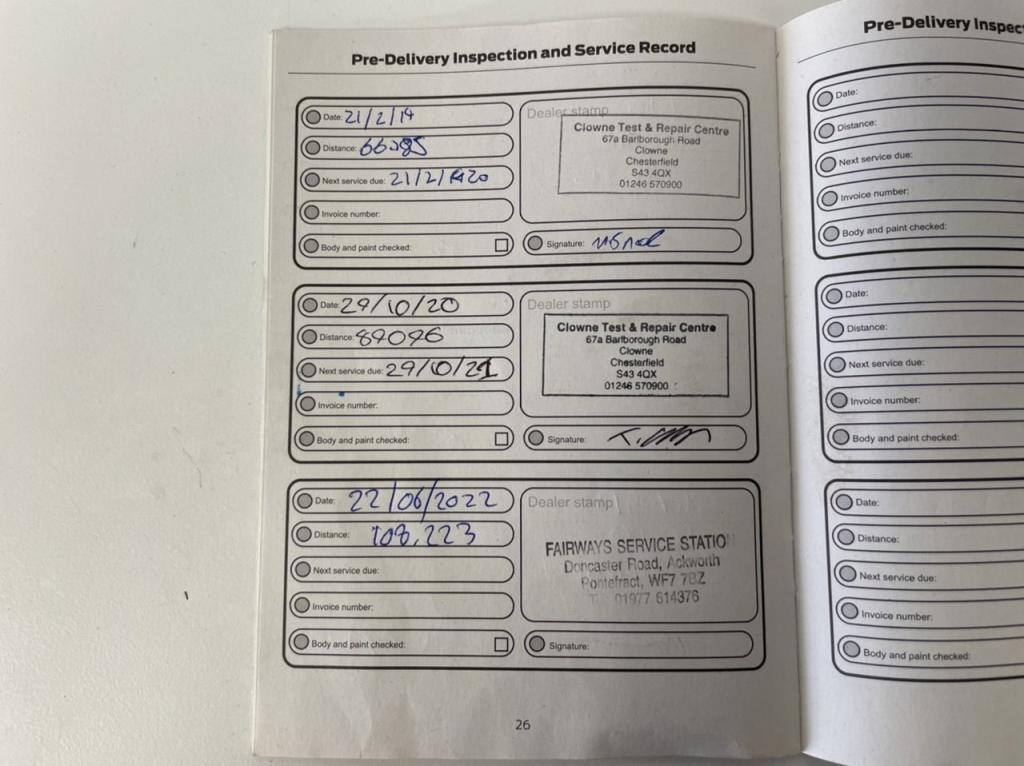 Pre-Delivery Inspection and Service Record
Date: 21/2/19
Distance: 66285
Next service due: 21/2/2020
Invoice number:
Body and paint checked:
Dealer stamp
Clowne Test & Repair Centre
67a Barlborough Road
Clowne
Chesterfield
S43 4QX
01246 570900
Signature:
Date: 29/10/20
Distance: 89096
Next service due: 29/10/21
Invoice number:
Body and paint checked:
Dealer stamp
Clowne Test & Repair Centre
67a Barlborough Road
Clowne
Chesterfield
S43 4QX
01246 570900
Signature:
Date: 22/06/2022
Distance: 108,223
Next service due:
Invoice number:
Body and paint checked:
Dealer stamp
FAIRWAYS SERVICE STATIO
Doncaster Road, Ackworth
Pontefract, WF7 7BZ
01977 614376
Signature:
26
Pre-Delivery Inspect
Date:
Distance:
Next service due:
Invoice number:
Body and paint checked:
Date:
Distance:
Next service due:
Invoice number:
Body and paint checked:
Date:
Distance:
Next service due:
Invoice number:
Body and paint checked: